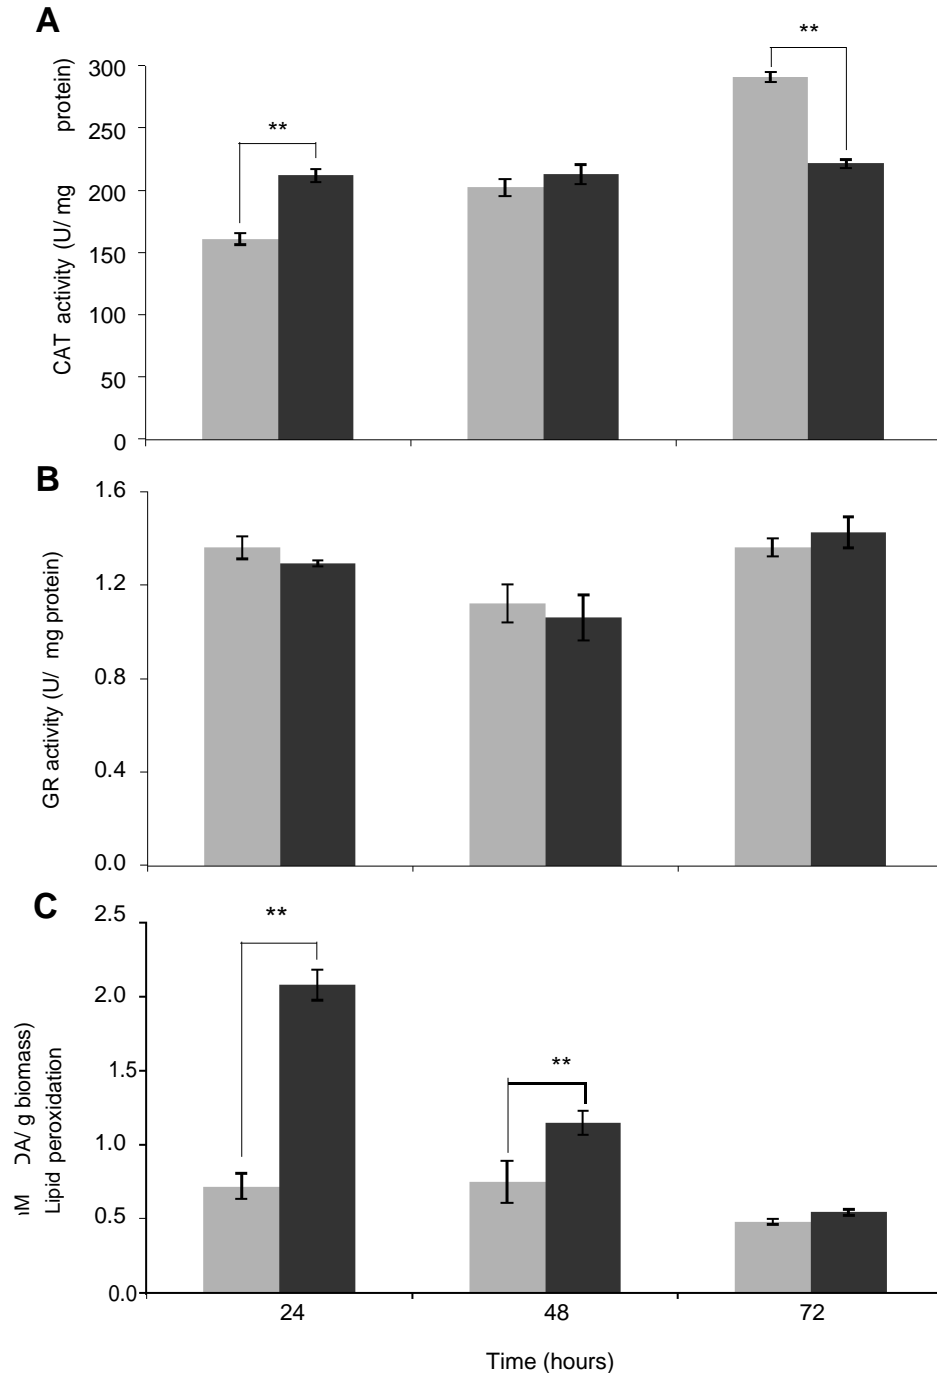 A
**
**
300
250
200
150
100
50
0
CAT activity (U/ mg protein)
B
1.6
1.2
0.8
0.4
0.0
GR activity (U/ mg protein)
C
**
**
2.5
2.0
1.5
1.0
0.5
0.0
Lipid peroxidation
DA/ g biomass)
24 48 72
Time (hours)